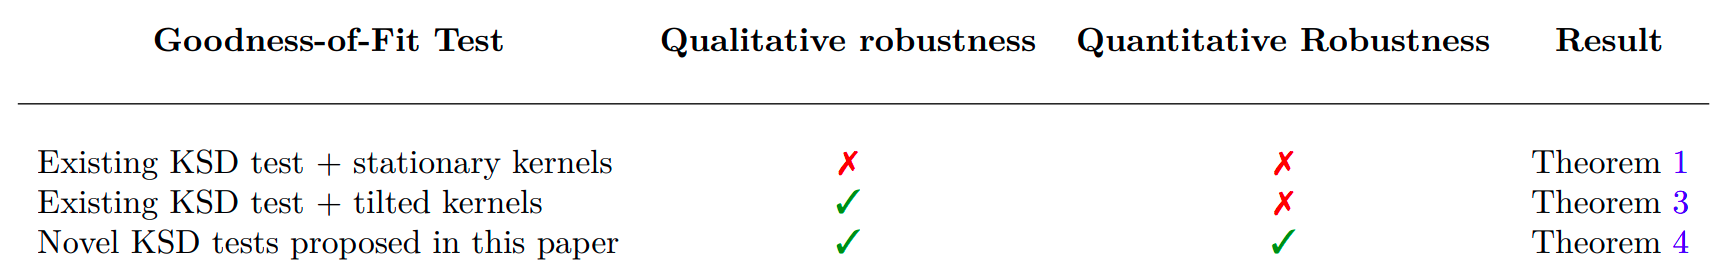 Goodness-of-Fit Test Qualitative robustness Quantitative Robustness Result
Existing KSD test + stationary kernels ✗ ✗ Theorem 1
Existing KSD test + tilted kernels ✓ ✗ Theorem 3
Novel KSD tests proposed in this paper ✓ ✓ Theorem 4